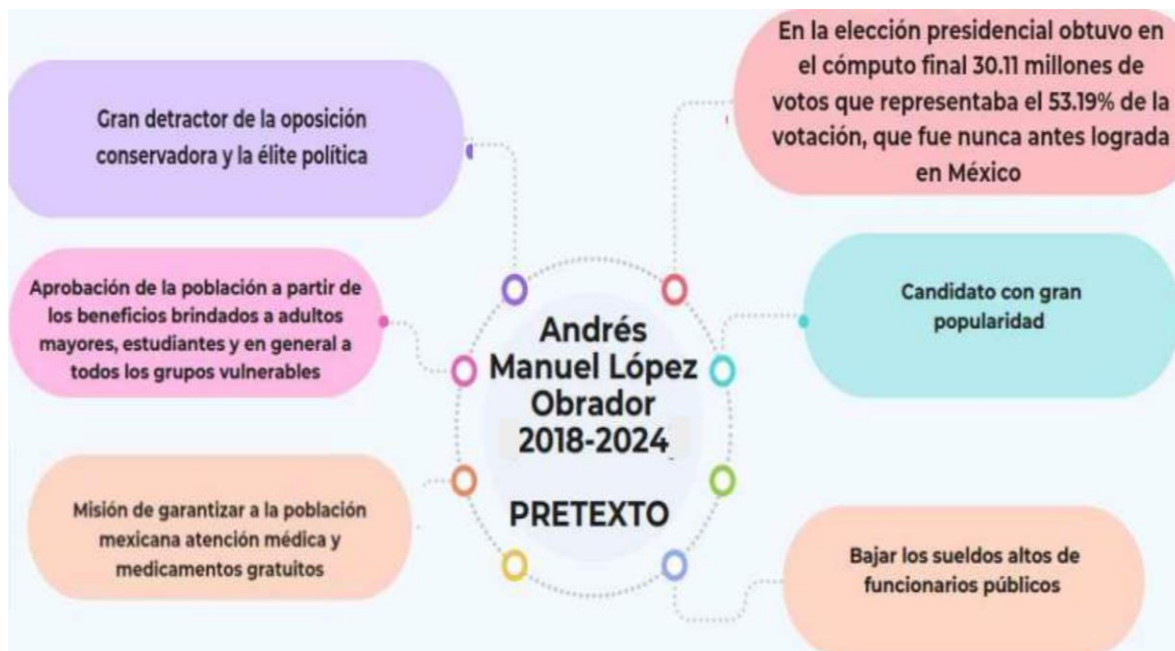 Gran detractor de la oposición
conservadora y la élite política
Aprobación de la población a partir de
los beneficios brindados a adultos
mayores, estudiantes y en general a
todos los grupos vulnerables
Misión de garantizar a la población
mexicana atención médica y
medicamentos gratuitos
Andrés
Manuel López
Obrador
2018-2024
PRETEXTO
En la elección presidencial obtuvo en
el cómputo final 30.11 millones de
votos que representaba el 53.19% de la
votación, que fue nunca antes lograda
en México
Candidato con gran
popularidad
Bajar los sueldos altos de
funcionarios públicos